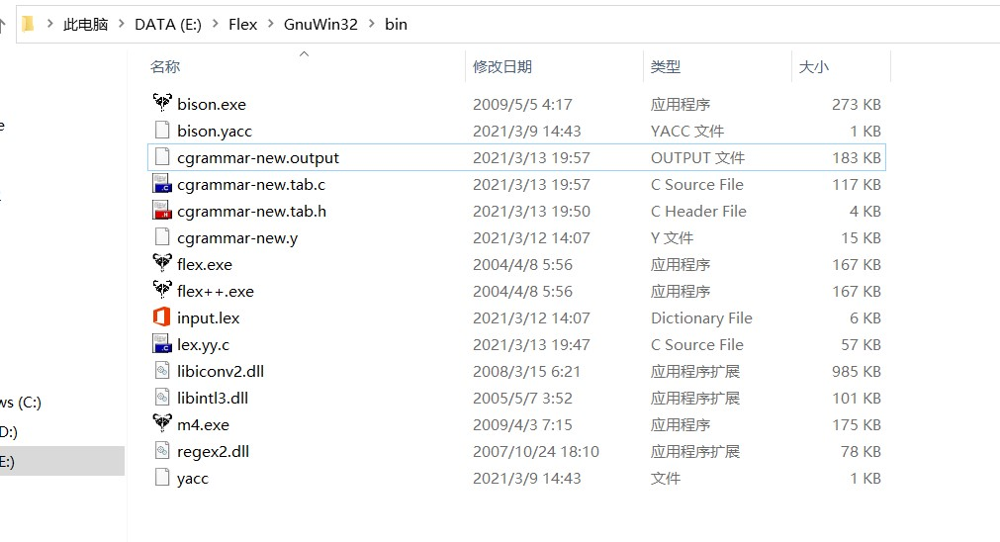 此电脑 > DATA (E:) > Flex > GnuWin32 > bin
名称 修改日期 类型 大小
bison.exe 2009/5/5 4:17 应用程序 273 KB
bison.yacc 2021/3/9 14:43 YACC 文件 1 KB
cgrammar-new.output 2021/3/13 19:57 OUTPUT 文件 183 KB
cgrammar-new.tab.c 2021/3/13 19:57 C Source File 117 KB
cgrammar-new.tab.h 2021/3/13 19:50 C Header File 4 KB
cgrammar-new.y 2021/3/12 14:07 Y 文件 15 KB
flex.exe 2004/4/8 5:56 应用程序 167 KB
flex++.exe 2004/4/8 5:56 应用程序 167 KB
input.lex 2021/3/12 14:07 Dictionary File 6 KB
lex.yy.c 2021/3/13 19:47 C Source File 57 KB
libiconv2.dll 2008/3/15 6:21 应用程序扩展 985 KB
libintl3.dll 2005/5/7 3:52 应用程序扩展 101 KB
m4.exe 2009/4/3 7:15 应用程序 175 KB
regex2.dll 2007/10/24 18:10 应用程序扩展 78 KB
yacc 2021/3/9 14:43 文件 1 KB
e
ws (C:)
D:)
E:)